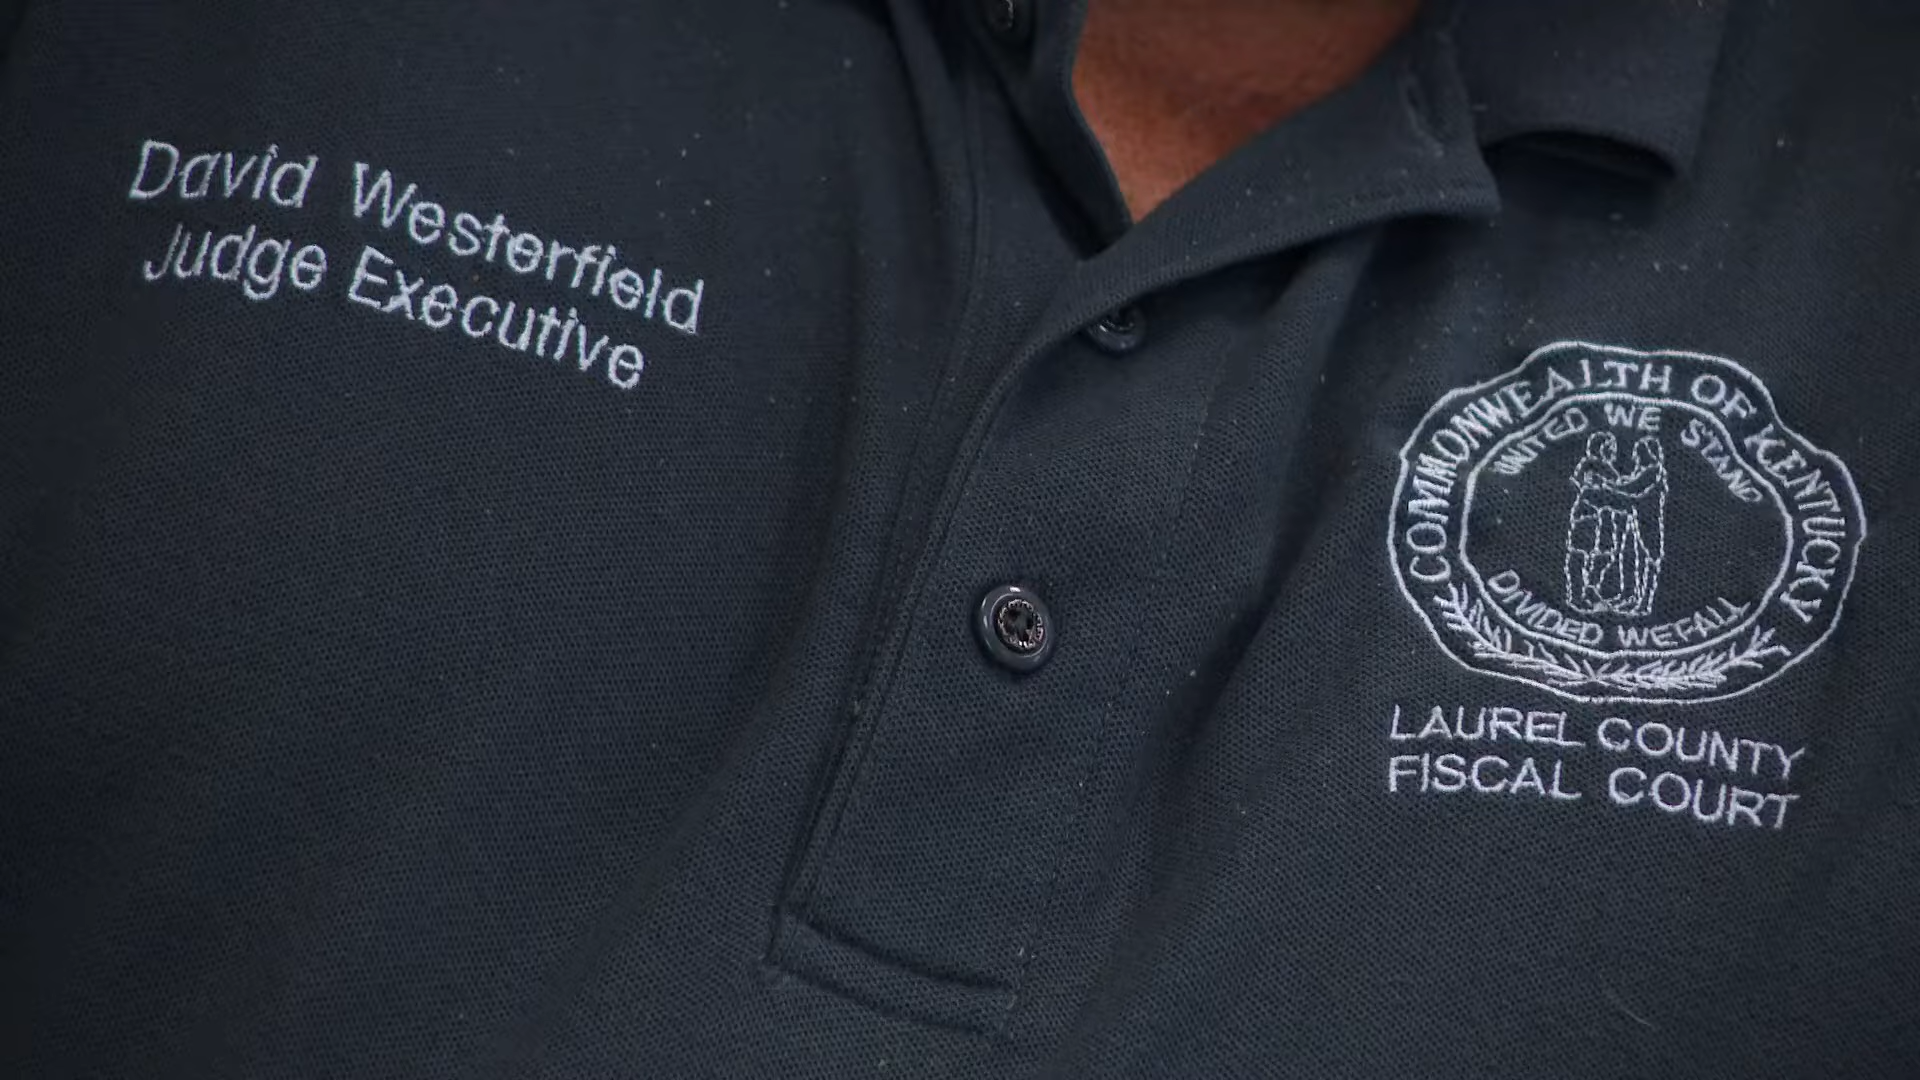 David Westerfield
Judge Executive
COMMONWEALTH OF KENTUCKY
UNITED WE STAND
DIVIDED WE FALL
LAUREL COUNTY
FISCAL COURT